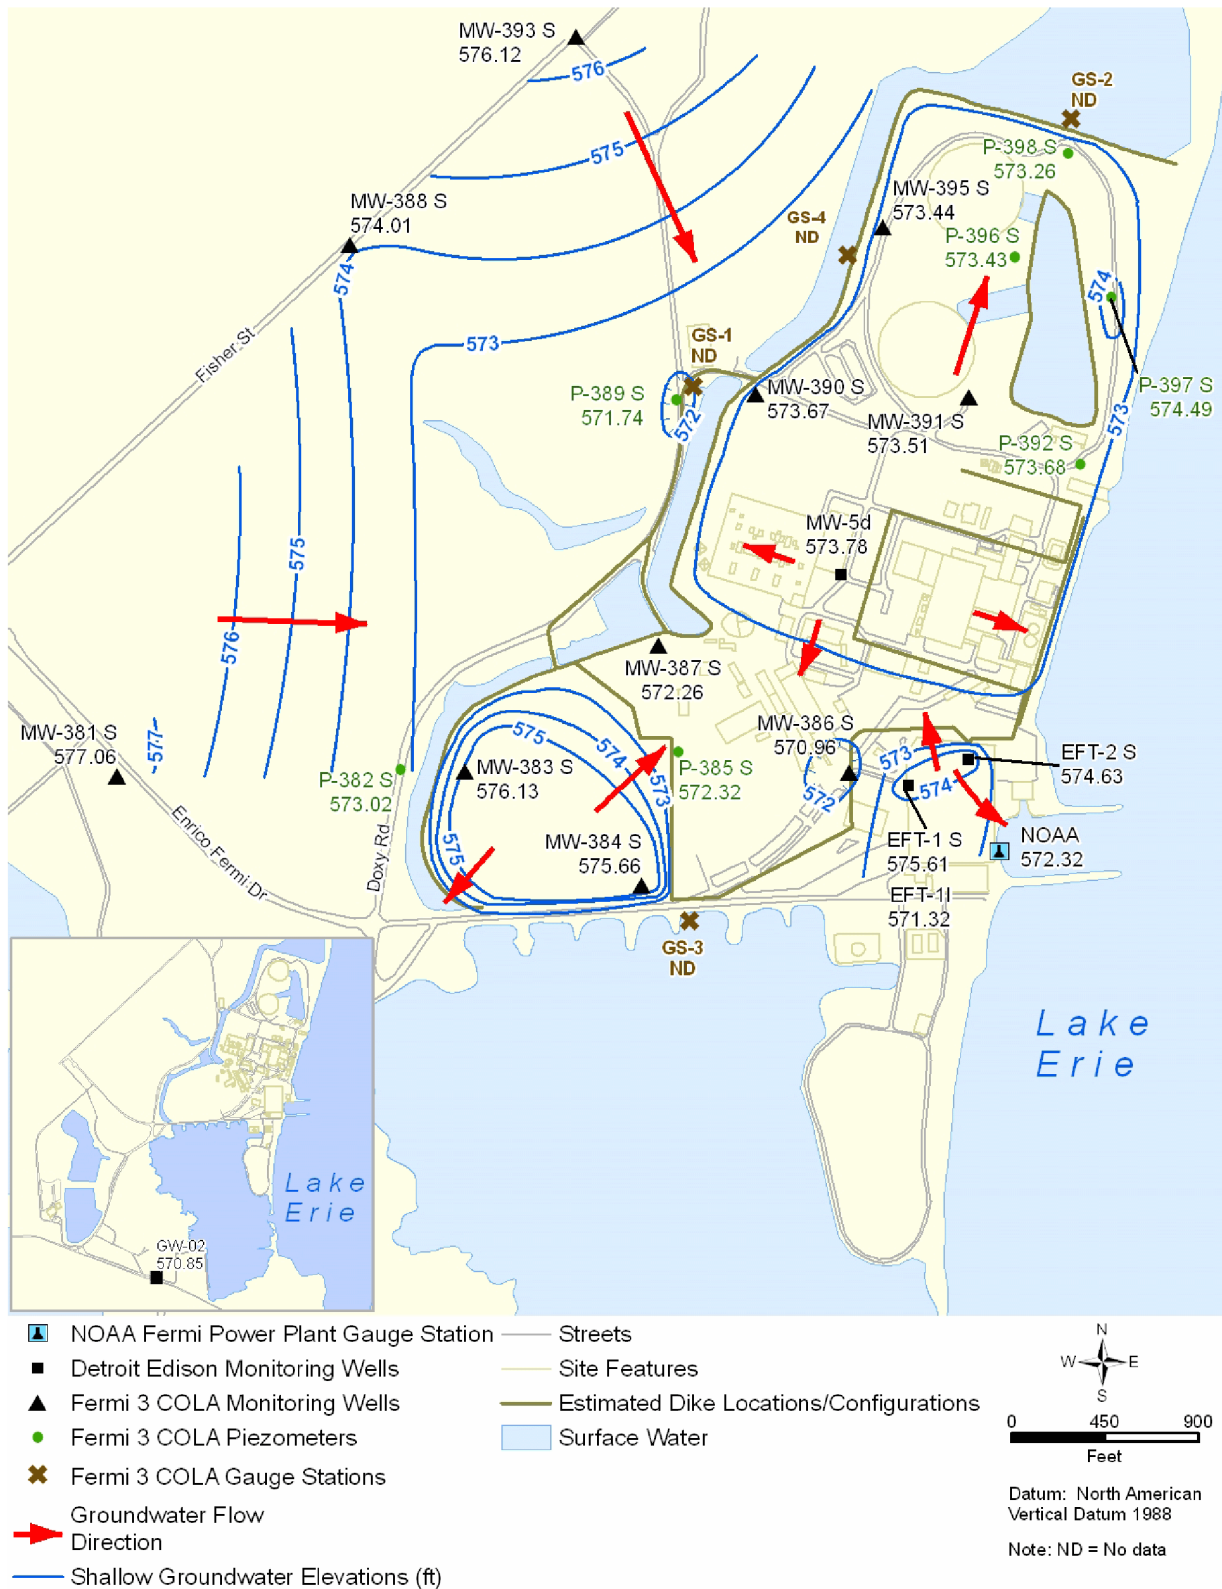 MW-393 S
576.12
576
GS-2
ND
575
P-398 S
573.26
MW-388 S
574.01
MW-395 S
573.44
GS-4
ND
P-396 S
573.43
574
574
Fisher St
573
GS-1
ND
P-389 S
571.74
572
MW-390 S
573.67
MW-391 S
573.51
P-397 S
574.49
573
P-392 S
573.68
MW-5d
573.78
575
576
MW-387 S
572.26
MW-381 S
577.06
577
P-382 S
573.02
575
574
573
MW-383 S
576.13
P-385 S
572.32
MW-386 S
570.96
572
573
574
EFT-2 S
574.63
Enrico Fermi Dr
Doxy Rd
575
MW-384 S
575.66
EFT-1 S
575.61
NOAA
572.32
EFT-1I
571.32
GS-3
ND
Lake
Erie
Lake
Erie
GW-02
570.85
NOAA Fermi Power Plant Gauge Station
Detroit Edison Monitoring Wells
Fermi 3 COLA Monitoring Wells
Fermi 3 COLA Piezometers
Fermi 3 COLA Gauge Stations
Groundwater Flow
Direction
Shallow Groundwater Elevations (ft)
Streets
Site Features
Estimated Dike Locations/Configurations
Surface Water
N
W
E
S
0 450 900
Feet
Datum: North American
Vertical Datum 1988
Note: ND = No data